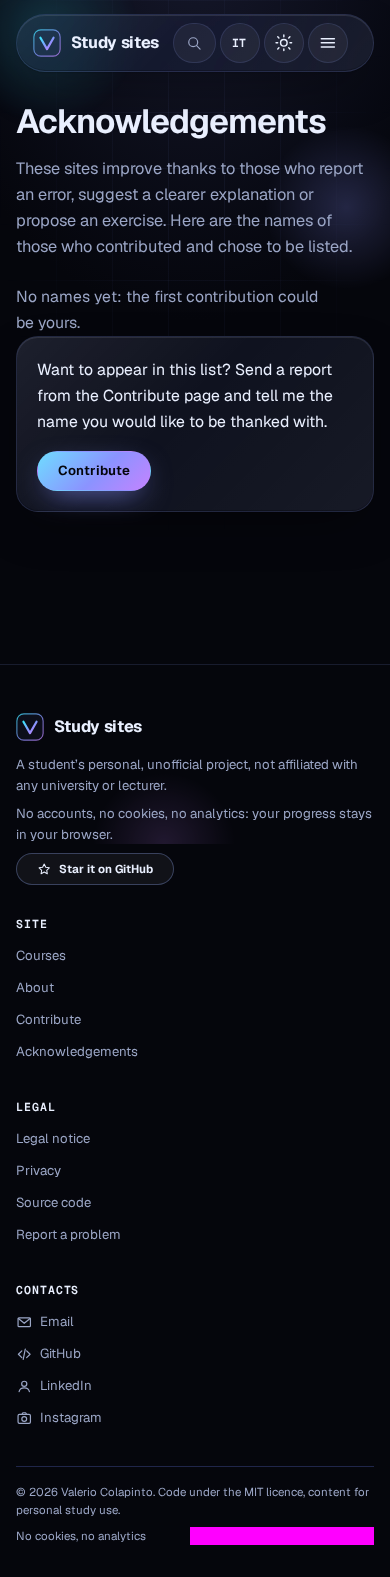 Study sites
IT
Acknowledgements
These sites improve thanks to those who report
an error, suggest a clearer explanation or
propose an exercise. Here are the names of
those who contributed and chose to be listed.
No names yet: the first contribution could
be yours.
Want to appear in this list? Send a report
from the Contribute page and tell me the
name you would like to be thanked with.
Contribute
Study sites
A student's personal, unofficial project, not affiliated with
any university or lecturer.
No accounts, no cookies, no analytics: your progress stays
in your browser.
Star it on GitHub
SITE
Courses
About
Contribute
Acknowledgements
LEGAL
Legal notice
Privacy
Source code
Report a problem
CONTACTS
Email
GitHub
LinkedIn
Instagram
© 2026 Valerio Colapinto. Code under the MIT licence, content for
personal study use.
No cookies, no analytics